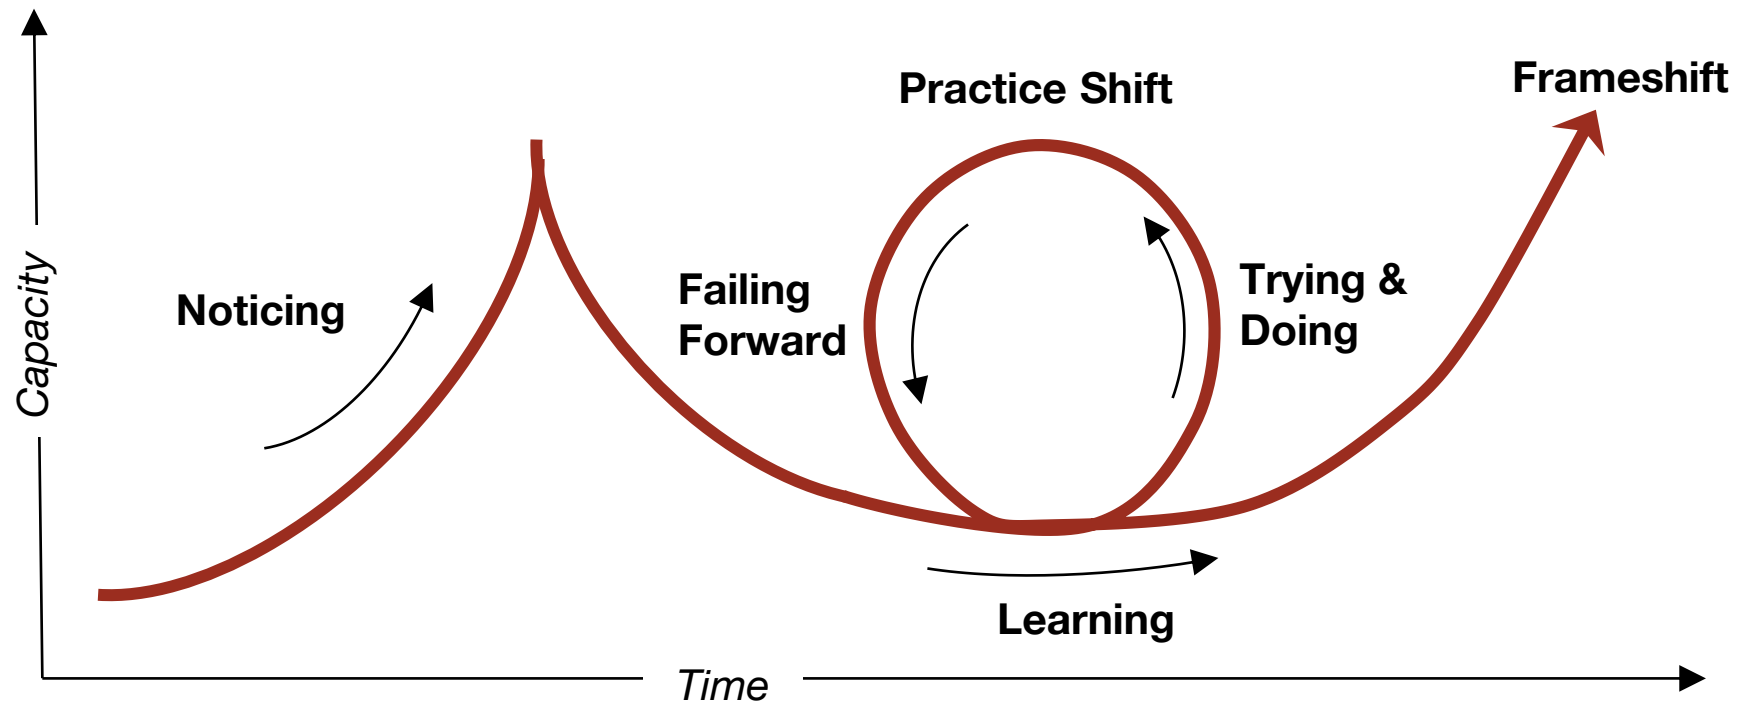 Capacity
Noticing
Failing
Forward
Practice Shift
Trying &
Doing
Learning
Frameshift
Time